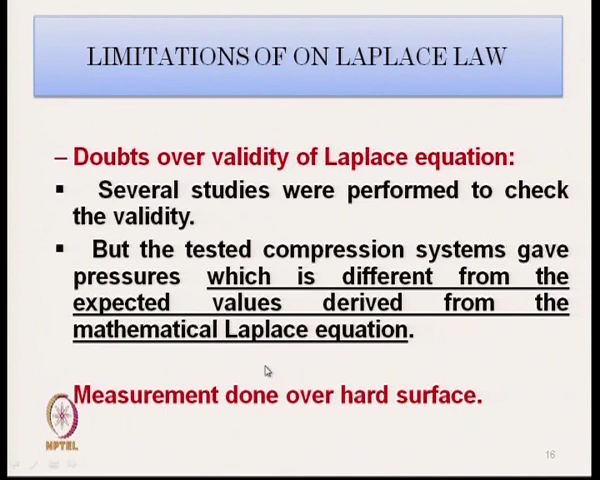 LIMITATIONS OF ON LAPLACE LAW
– Doubts over validity of Laplace equation:
▪ Several studies were performed to check
the validity.
▪ But the tested compression systems gave
pressures which is different from the
expected values derived from the
mathematical Laplace equation.
Measurement done over hard surface.
NPTEL
16